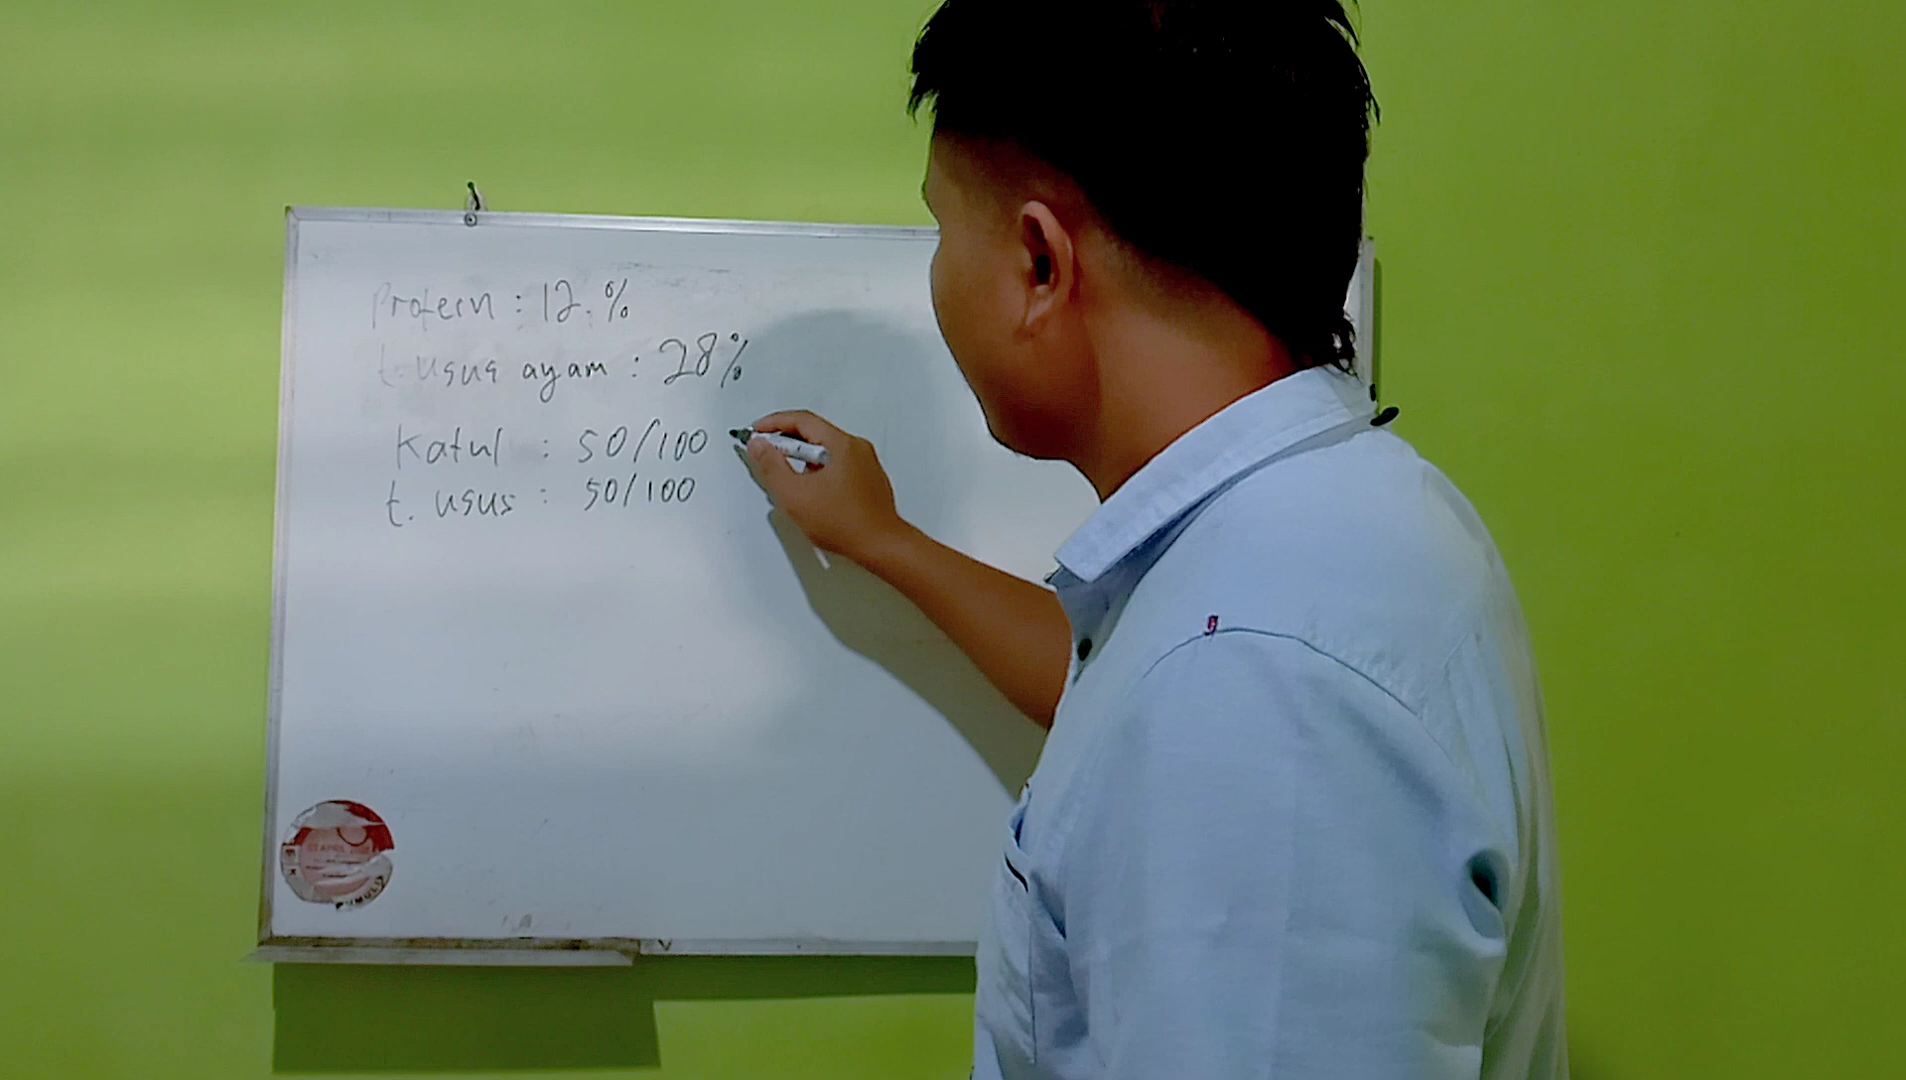 Protein : 12 %
t. usus ayam : 28%
Katul : 50/100
t. usus : 50/100